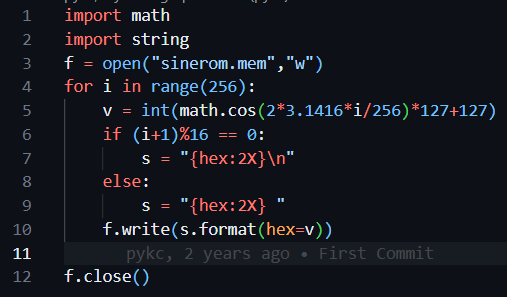 1 import math
2 import string
3 f = open("sinerom.mem","w")
4 for i in range(256):
5     v = int(math.cos(2*3.1416*i/256)*127+127)
6     if (i+1)%16 == 0:
7         s = "{hex:2X}\n"
8     else:
9         s = "{hex:2X} "
10     f.write(s.format(hex=v))
11         pykc, 2 years ago • First Commit
12 f.close()